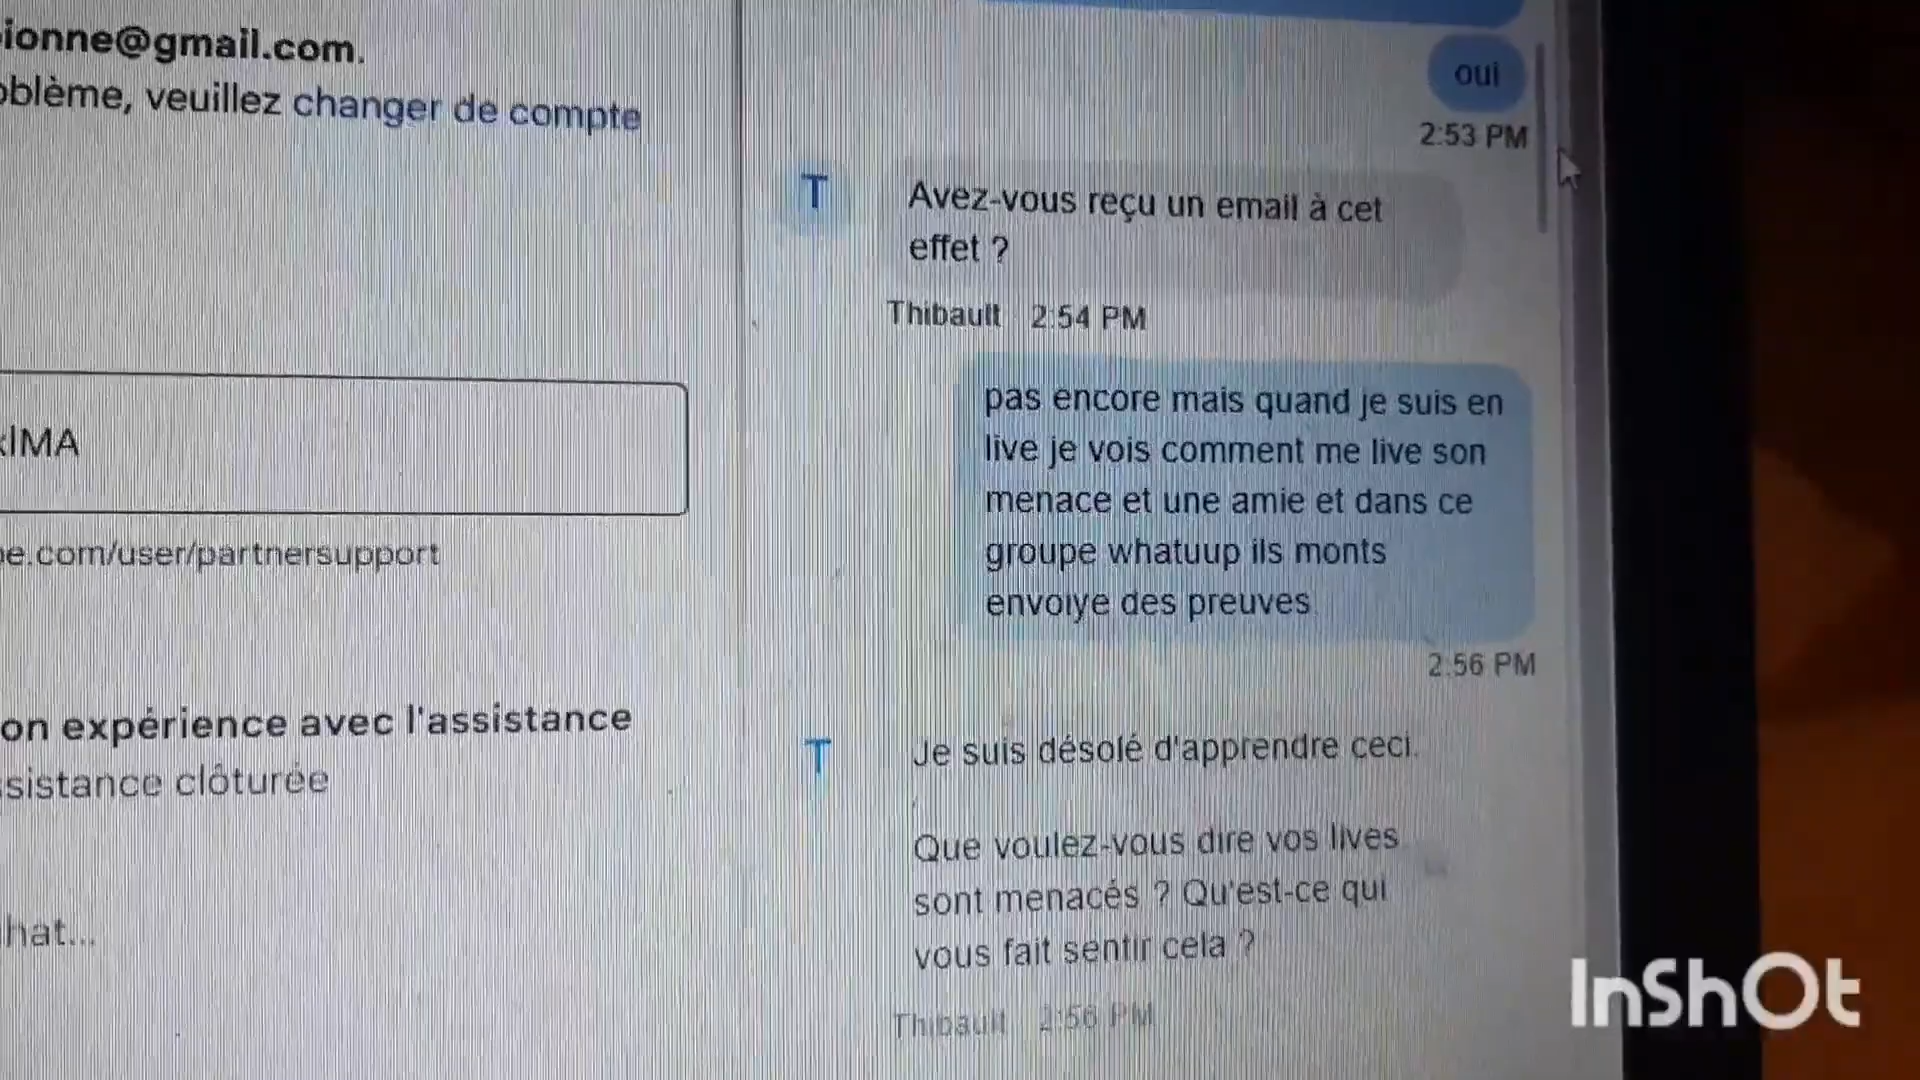 ionne@gmail.com.
oblème, veuillez changer de compte
IMA
e.com/user/partnersupport
on expérience avec l'assistance
sistance clôturée
hat...
oui
2:53 PM
T
Avez-vous reçu un email à cet
effet ?
Thibault 2:54 PM
pas encore mais quand je suis en
live je vois comment me live son
menace et une amie et dans ce
groupe whatuup ils monts
envoiye des preuves
2:56 PM
T
Je suis désolé d'apprendre ceci.
Que voulez-vous dire vos lives
sont menacés ? Qu'est-ce qui
vous fait sentir cela ?
Thibault 2:56 PM
InShOt